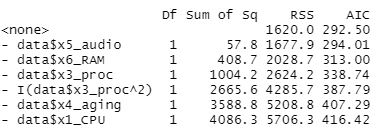 Df Sum of Sq RSS AIC
<none> 1620.0 292.50
- data$x5_audio 1 57.8 1677.9 294.01
- data$x6_RAM 1 408.7 2028.7 313.00
- data$x3_proc 1 1004.2 2624.2 338.74
- I(data$x3_proc^2) 1 2665.6 4285.7 387.79
- data$x4_aging 1 3588.8 5208.8 407.29
- data$x1_CPU 1 4086.3 5706.3 416.42